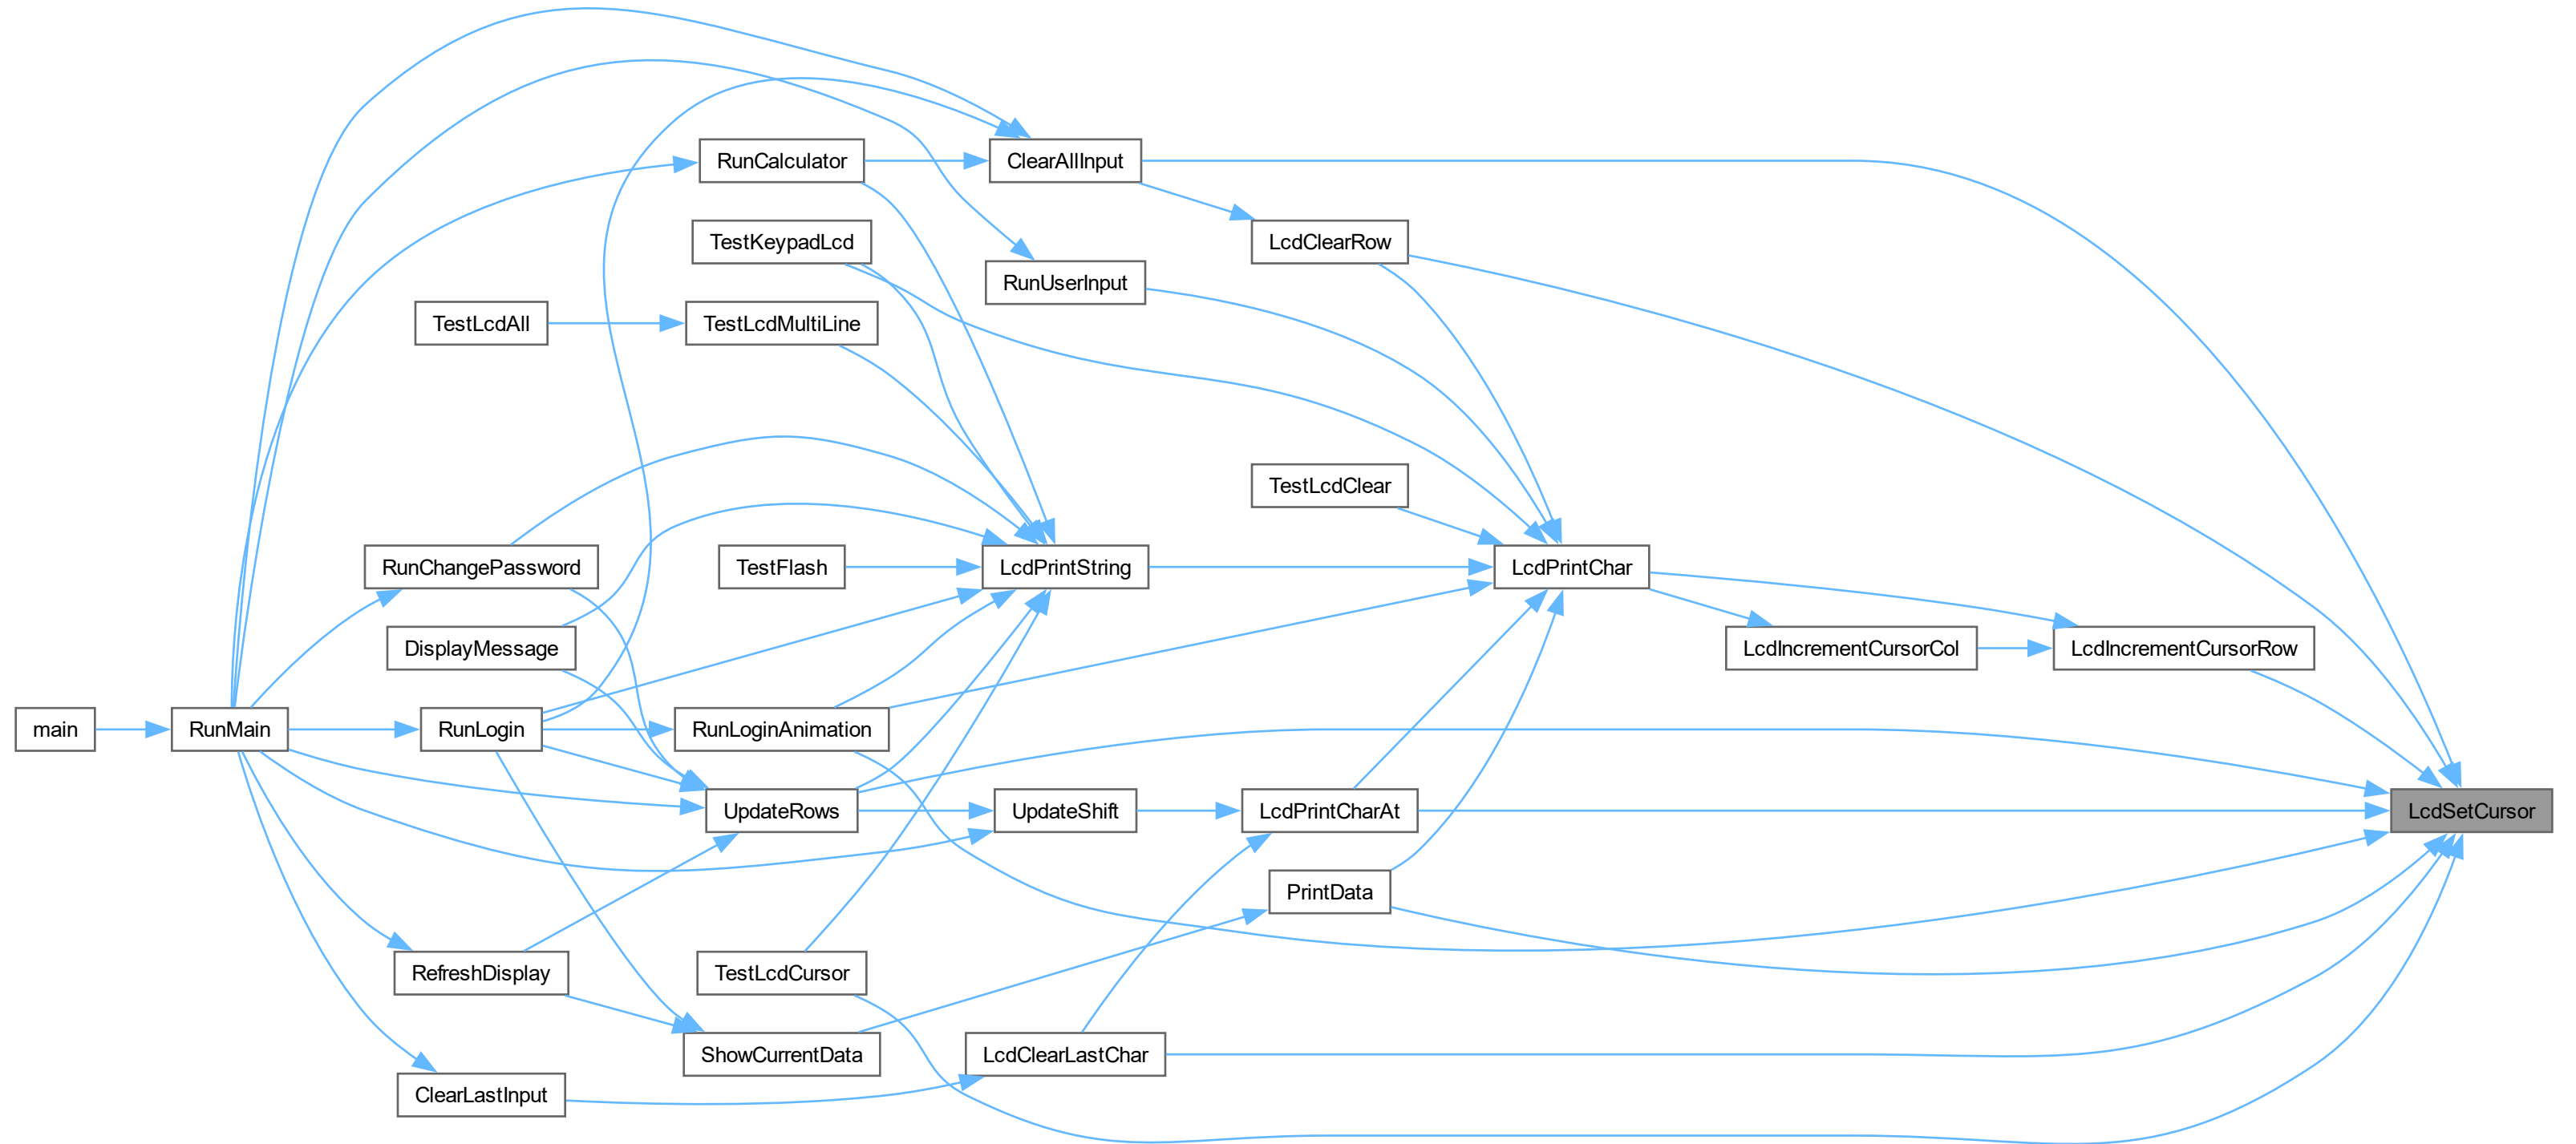 RunCalculator
ClearAllInput
TestKeypadLcd
LcdClearRow
RunUserInput
TestLcdAll
TestLcdMultiLine
TestLcdClear
RunChangePassword
TestFlash
LcdPrintString
LcdPrintChar
DisplayMessage
LcdIncrementCursorCol
LcdIncrementCursorRow
main
RunMain
RunLogin
RunLoginAnimation
UpdateRows
UpdateShift
LcdPrintCharAt
LcdSetCursor
PrintData
RefreshDisplay
TestLcdCursor
ShowCurrentData
LcdClearLastChar
ClearLastInput